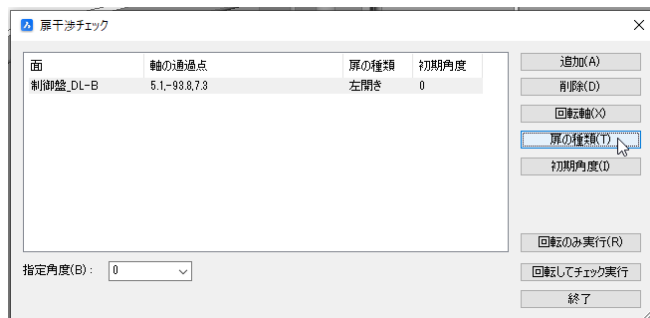 扉干渉チェック
面 軸の通過点 扉の種類 初期角度
制御盤_DL-B 5.1,-93.8,7.3 左開き 0
追加(A)
削除(D)
回転軸(X)
扉の種類(T)
初期角度(I)
回転のみ実行(R)
指定角度(B): 0
回転してチェック実行
終了